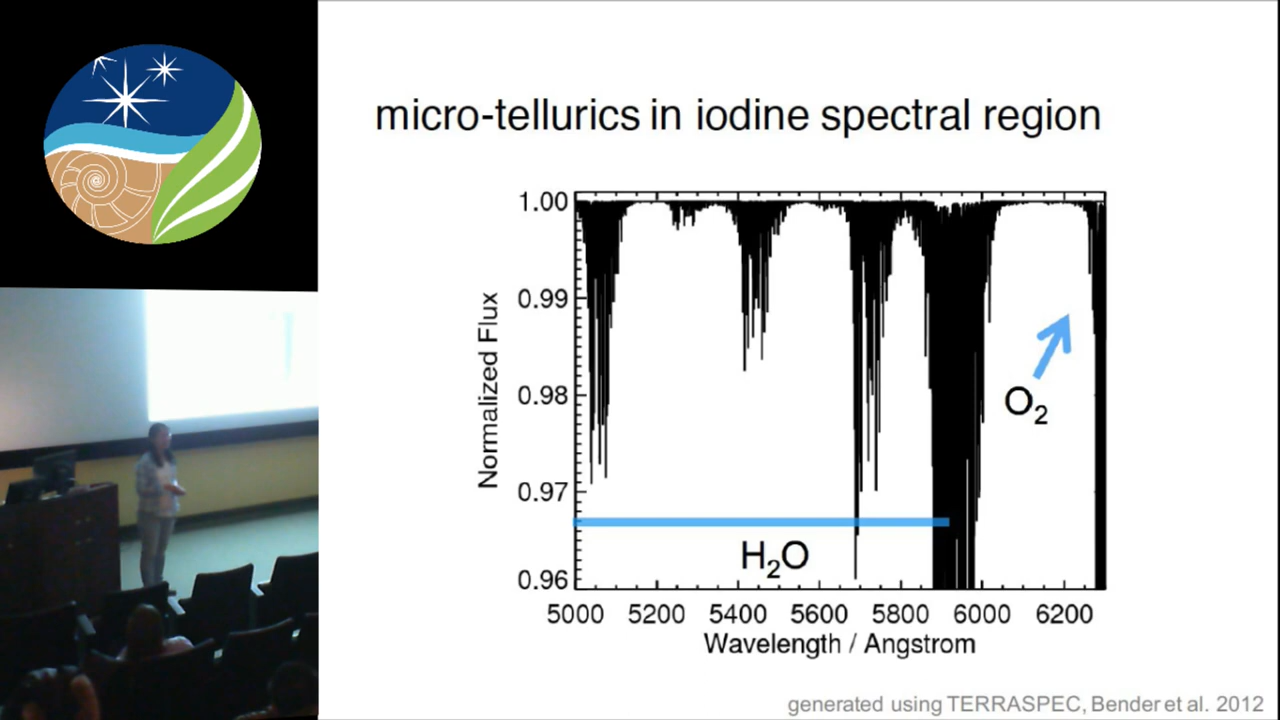 micro-tellurics in iodine spectral region
1.00
0.99
0.98
0.97
0.96
Normalized Flux
O₂
H₂O
5000 5200 5400 5600 5800 6000 6200
Wavelength / Angstrom
generated using TERRASPEC, Bender et al. 2012